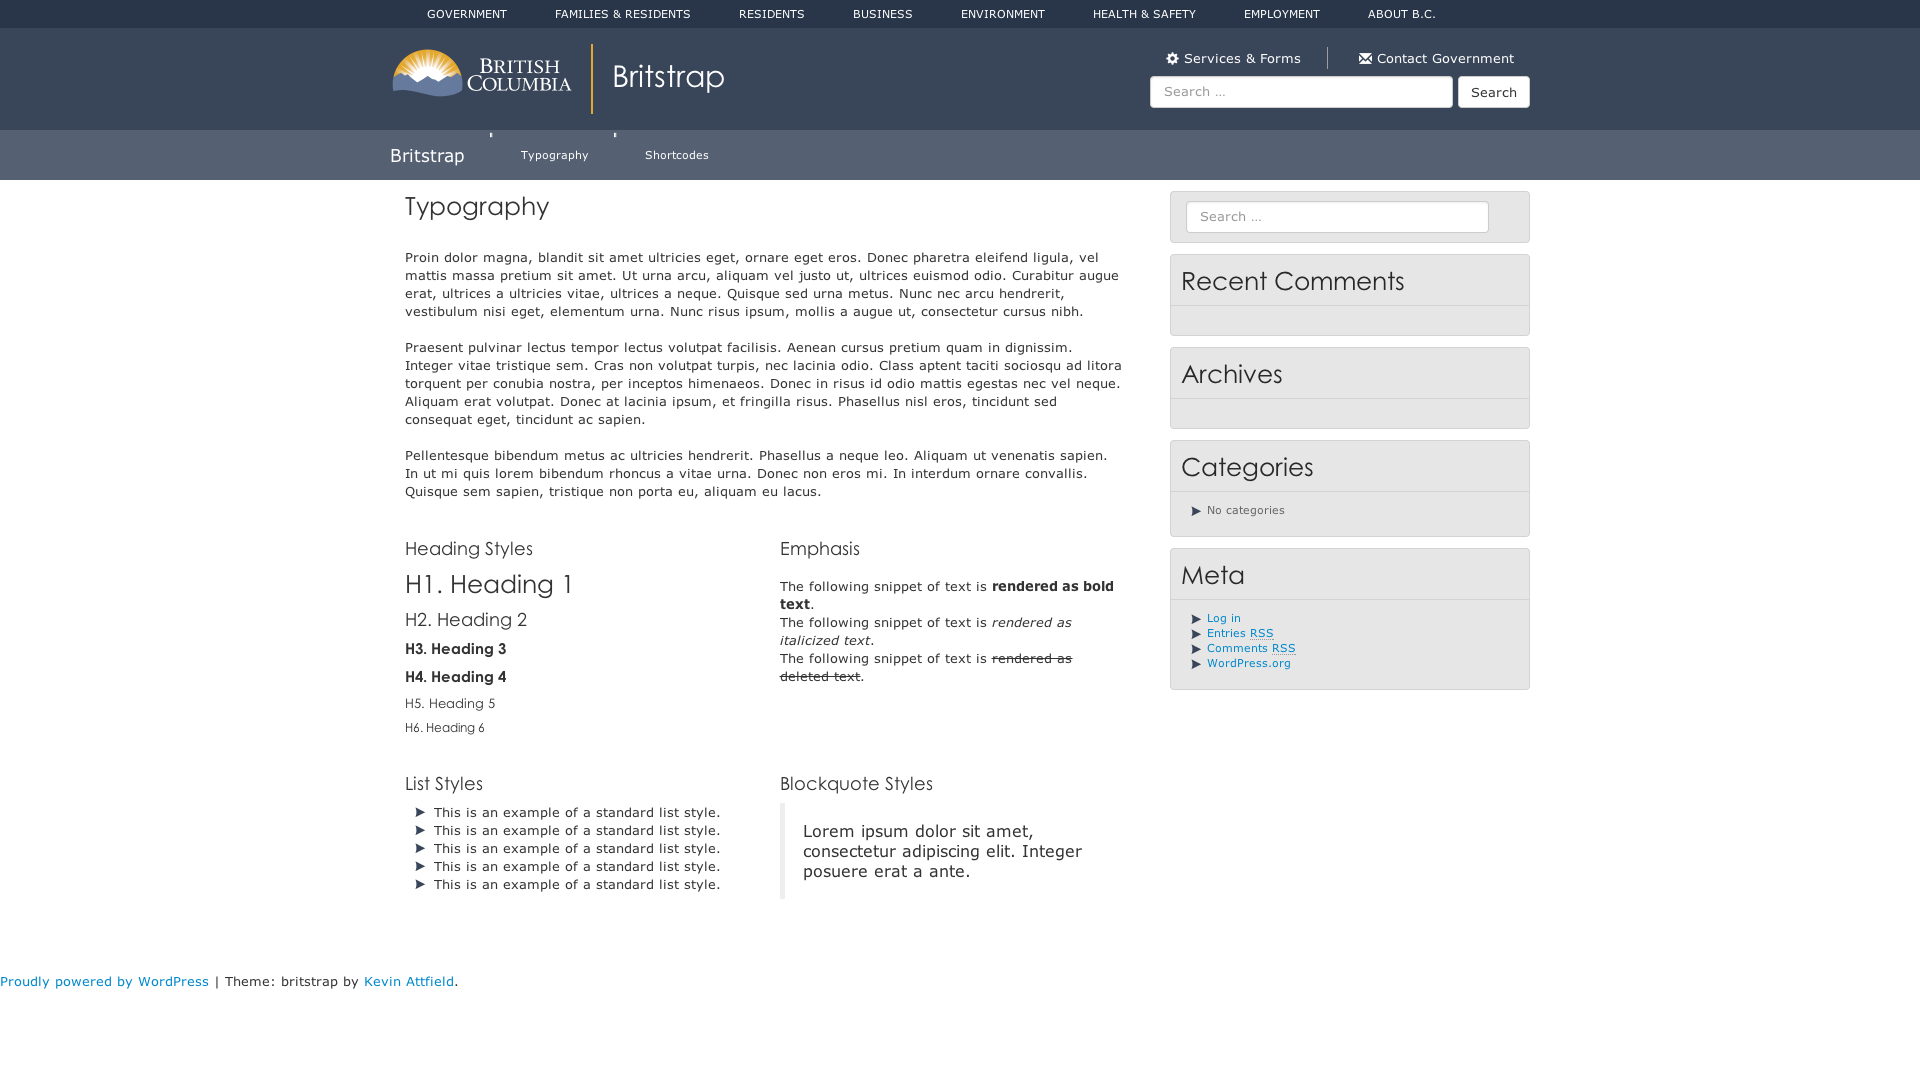 GOVERNMENT FAMILIES & RESIDENTS RESIDENTS BUSINESS ENVIRONMENT HEALTH & SAFETY EMPLOYMENT ABOUT B.C.
BRITISH COLUMBIA
Britstrap
Services & Forms
Contact Government
Search ...
Search
Britstrap Typography Shortcodes
Typography
Proin dolor magna, blandit sit amet ultricies eget, ornare eget eros. Donec pharetra eleifend ligula, vel
mattis massa pretium sit amet. Ut urna arcu, aliquam vel justo ut, ultrices euismod odio. Curabitur augue
erat, ultrices a ultricies vitae, ultrices a neque. Quisque sed urna metus. Nunc nec arcu hendrerit,
vestibulum nisi eget, elementum urna. Nunc risus ipsum, mollis a augue ut, consectetur cursus nibh.
Praesent pulvinar lectus tempor lectus volutpat facilisis. Aenean cursus pretium quam in dignissim.
Integer vitae tristique sem. Cras non volutpat turpis, nec lacinia odio. Class aptent taciti sociosqu ad litora
torquent per conubia nostra, per inceptos himenaeos. Donec in risus id odio mattis egestas nec vel neque.
Aliquam erat volutpat. Donec at lacinia ipsum, et fringilla risus. Phasellus nisl eros, tincidunt sed
consequat eget, tincidunt ac sapien.
Pellentesque bibendum metus ac ultricies hendrerit. Phasellus a neque leo. Aliquam ut venenatis sapien.
In ut mi quis lorem bibendum rhoncus a vitae urna. Donec non eros mi. In interdum ornare convallis.
Quisque sem sapien, tristique non porta eu, aliquam eu lacus.
Heading Styles
H1. Heading 1
H2. Heading 2
H3. Heading 3
H4. Heading 4
H5. Heading 5
H6. Heading 6
Emphasis
The following snippet of text is rendered as bold
text.
The following snippet of text is rendered as
italicized text.
The following snippet of text is rendered as
deleted text.
List Styles
This is an example of a standard list style.
This is an example of a standard list style.
This is an example of a standard list style.
This is an example of a standard list style.
This is an example of a standard list style.
Blockquote Styles
Lorem ipsum dolor sit amet,
consectetur adipiscing elit. Integer
posuere erat a ante.
Search ...
Recent Comments
Archives
Categories
No categories
Meta
Log in
Entries RSS
Comments RSS
WordPress.org
Proudly powered by WordPress | Theme: britstrap by Kevin Attfield.